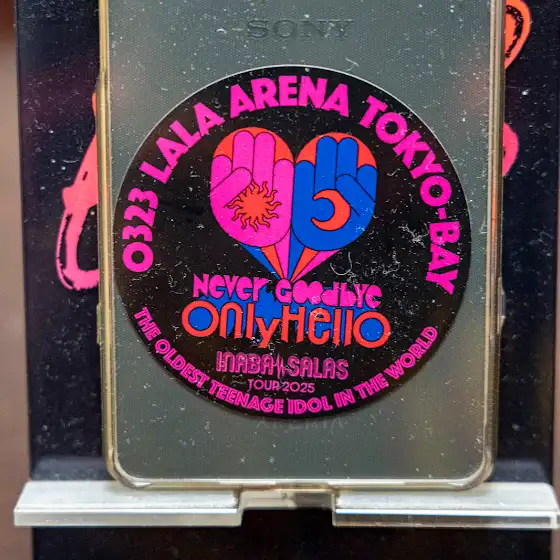 SONY
0323 LALA ARENA TOKYO-BAY
Never Goodbye
OnlyHello
INABA SALAS
TOUR 2025
THE OLDEST TEENAGE IDOL IN THE WORLD